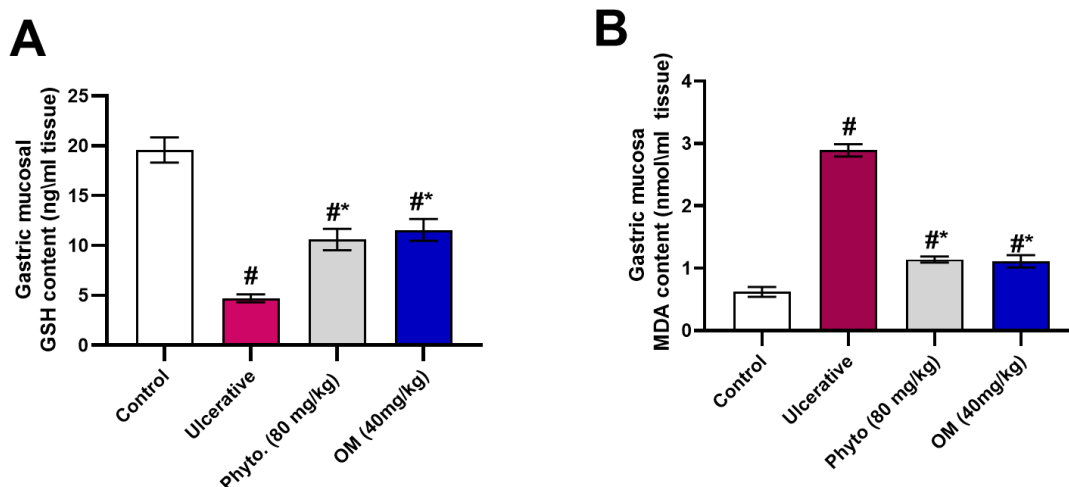 A
Gastric mucosal
GSH content (ng\ml tissue)
25
20
15
10
5
0
#
#*
#*
Control
Ulcerative
Phyto. (80 mg/kg)
OM (40mg/kg)
B
Gastric mucosa
MDA content (nmol\ml tissue)
4
3
2
1
0
#
#*
#*
Control
Ulcerative
Phyto (80 mg/kg)
OM (40mg/kg)